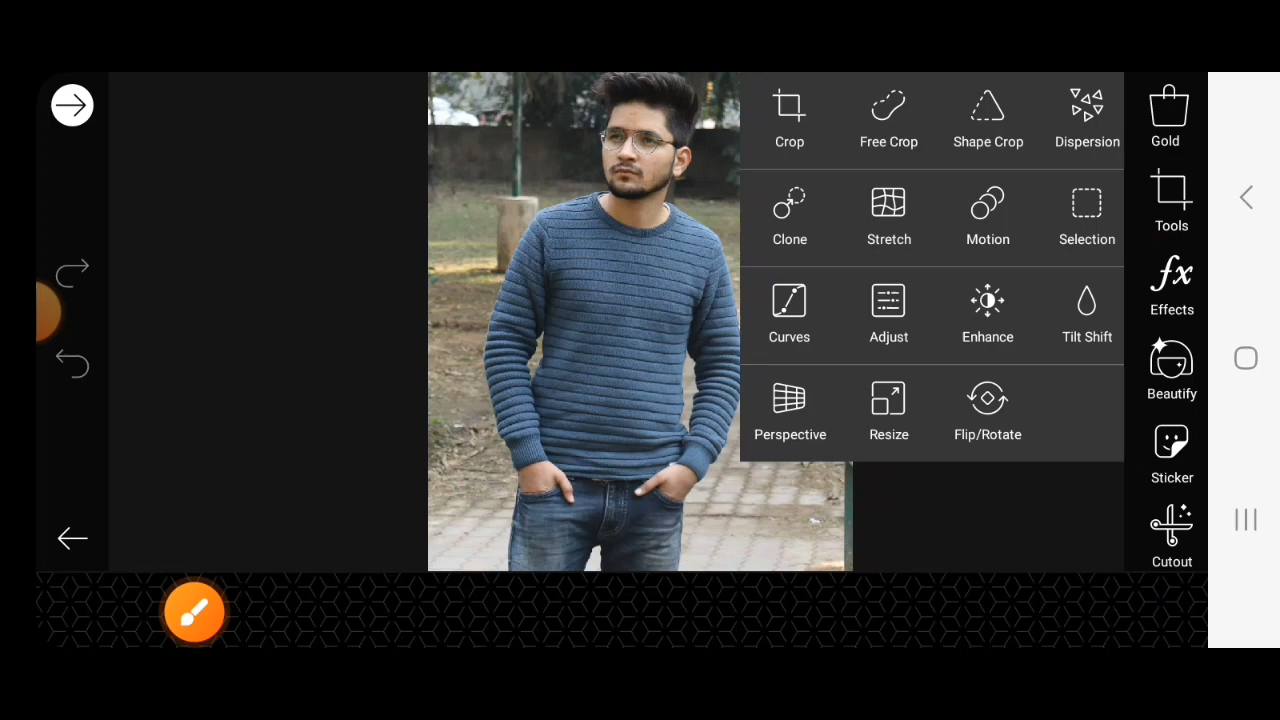 Crop Free Crop Shape Crop Dispersion
Clone Stretch Motion Selection
Curves Adjust Enhance Tilt Shift
Perspective Resize Flip/Rotate
Gold
Tools
fx
Effects
Beautify
Sticker
Cutout